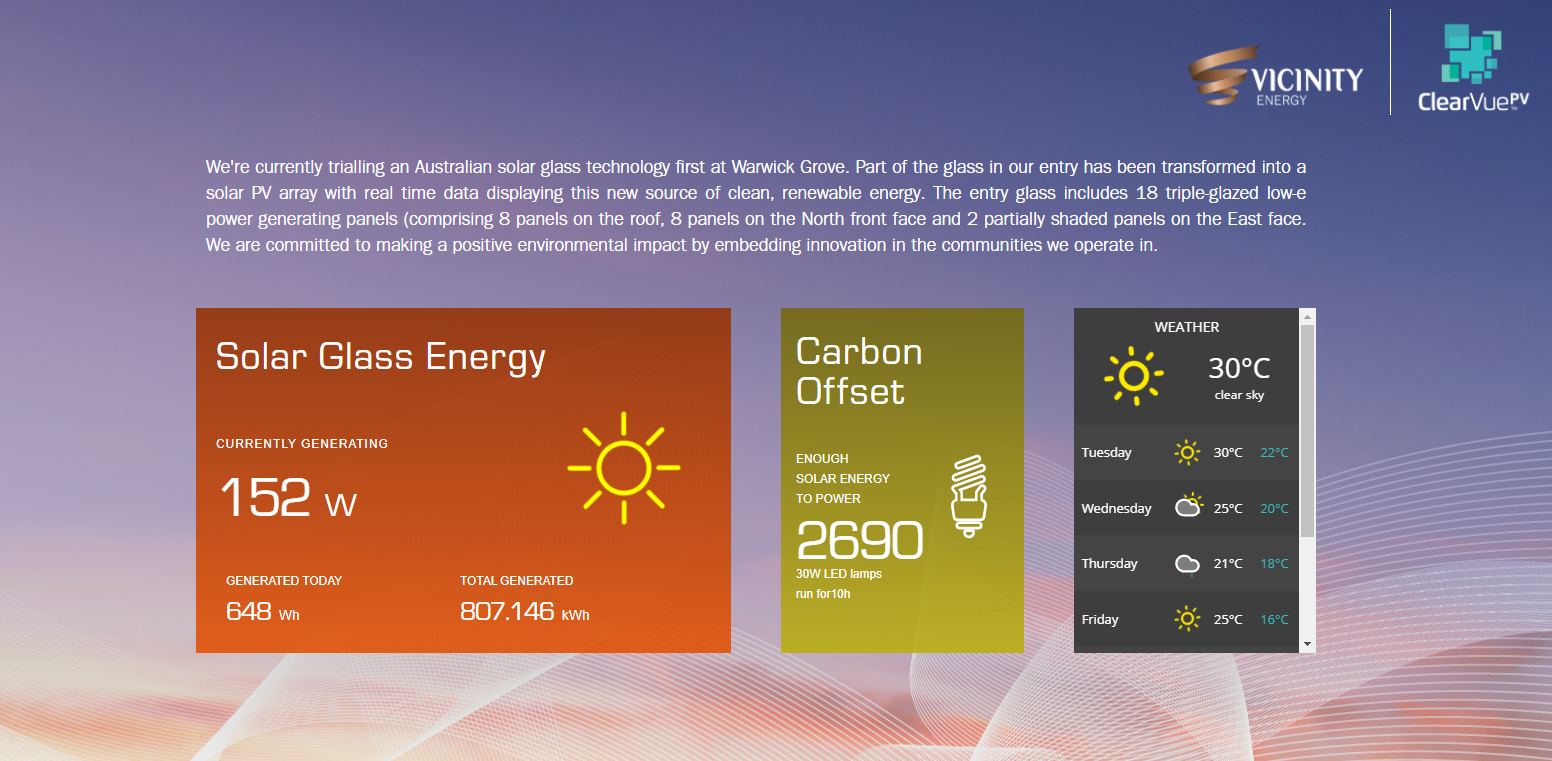 VICINITY
ENERGY
ClearVuePV
TM
We're currently trialling an Australian solar glass technology first at Warwick Grove. Part of the glass in our entry has been transformed into a
solar PV array with real time data displaying this new source of clean, renewable energy. The entry glass includes 18 triple-glazed low-e
power generating panels (comprising 8 panels on the roof, 8 panels on the North front face and 2 partially shaded panels on the East face.
We are committed to making a positive environmental impact by embedding innovation in the communities we operate in.
Solar Glass Energy
CURRENTLY GENERATING
152 W
GENERATED TODAY
648 Wh
TOTAL GENERATED
807.146 kWh
Carbon
Offset
ENOUGH
SOLAR ENERGY
TO POWER
2690
30W LED lamps
run for10h
WEATHER
30°C
clear sky
Tuesday 30°C 22°C
Wednesday 25°C 20°C
Thursday 21°C 18°C
Friday 25°C 16°C